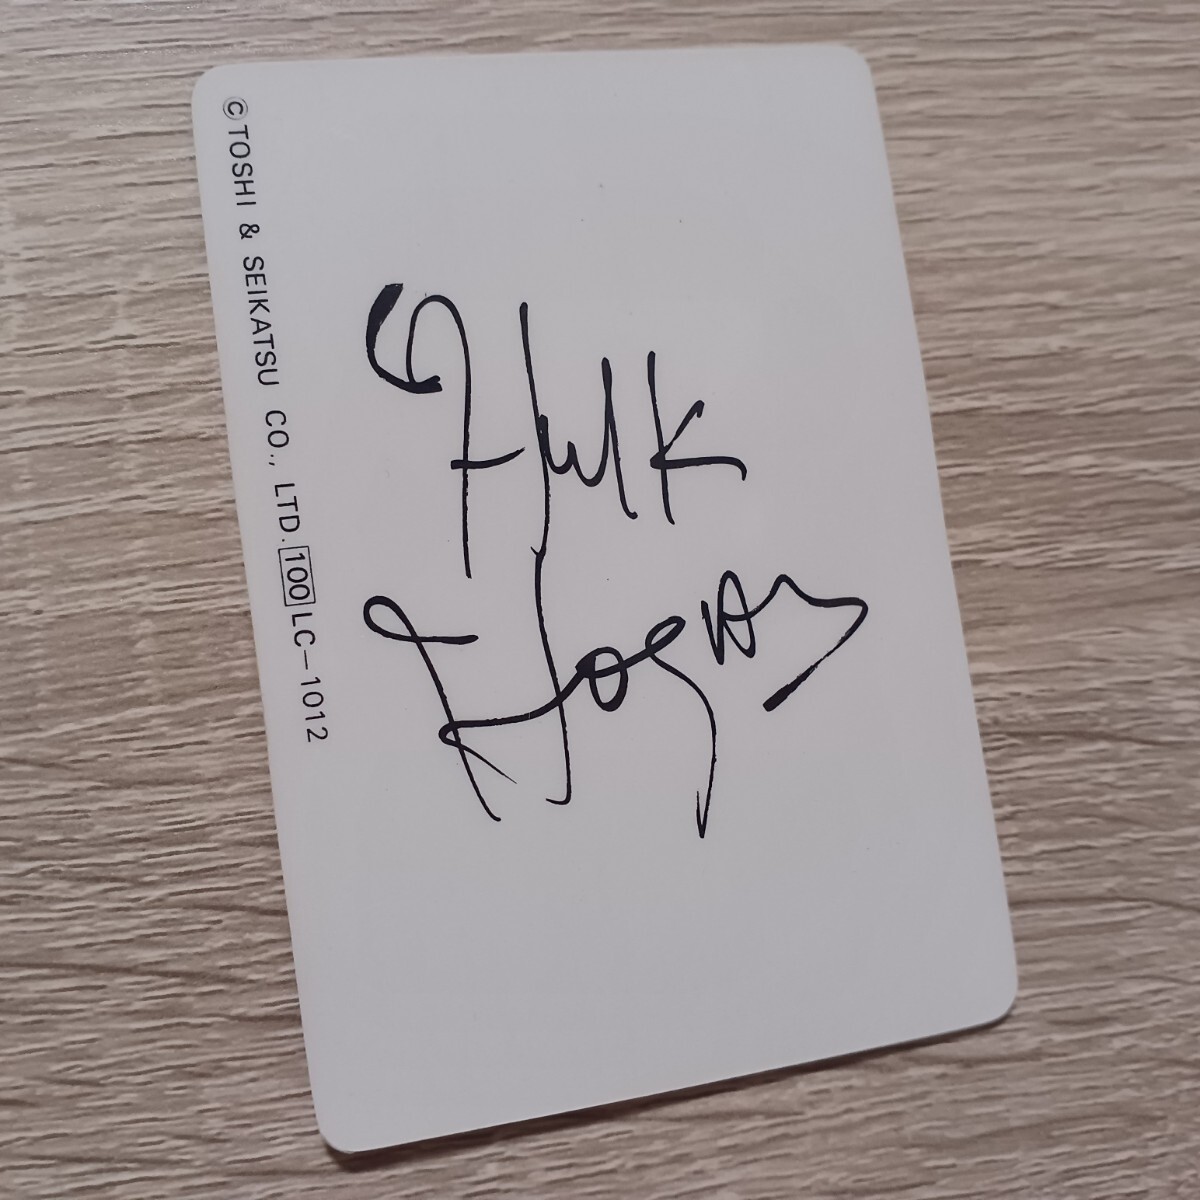 ©TOSHI & SEIKATSU CO., LTD. 100 LC-1012
Hulk
Hogan